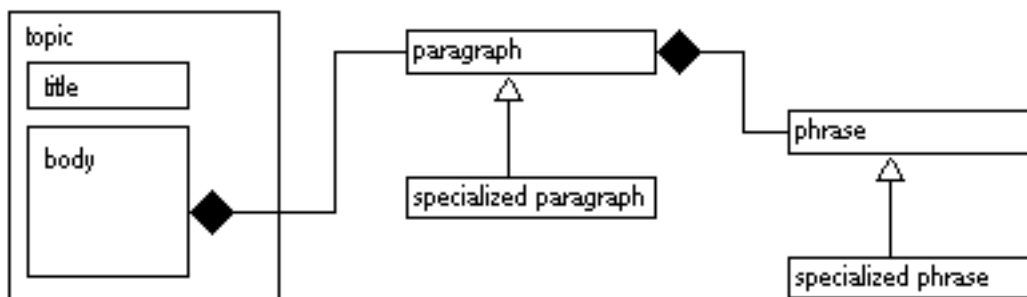 topic
title
body
paragraph
specialized paragraph
phrase
specialized phrase